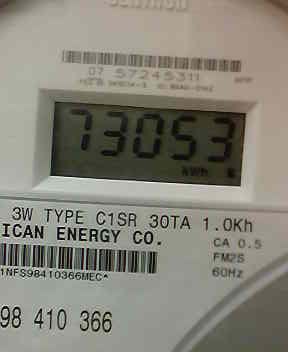 07 57245311
73053
kWh
3W TYPE C1SR 30TA 1.0Kh
ICAN ENERGY CO.
CA 0.5
FM2S
60Hz
1NFS98410366MEC*
98 410 366